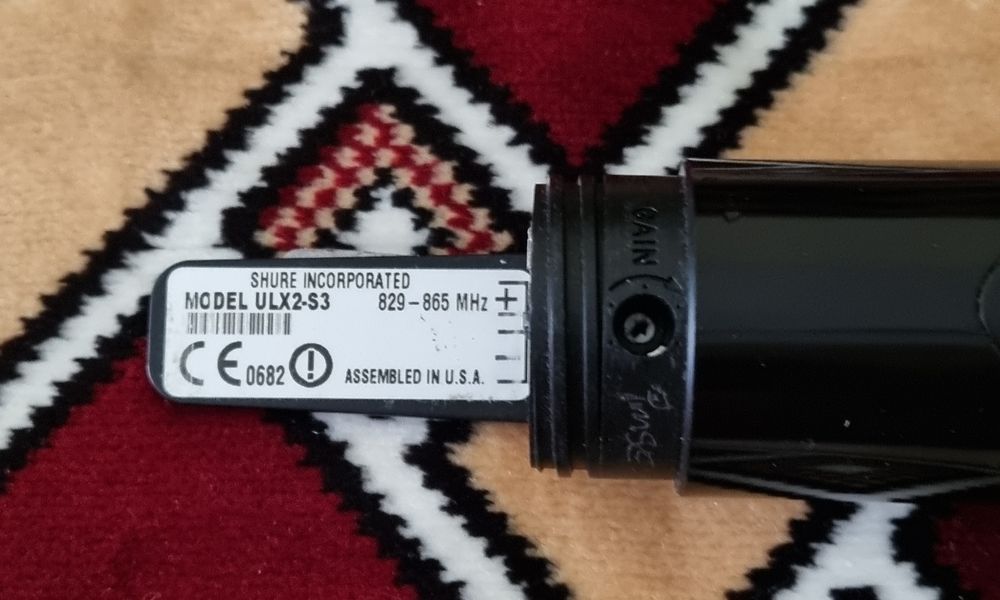 SHURE INCORPORATED
MODEL ULX2-S3 829–865 MHz
CE 0682
ASSEMBLED IN U.S.A.
+
GAIN